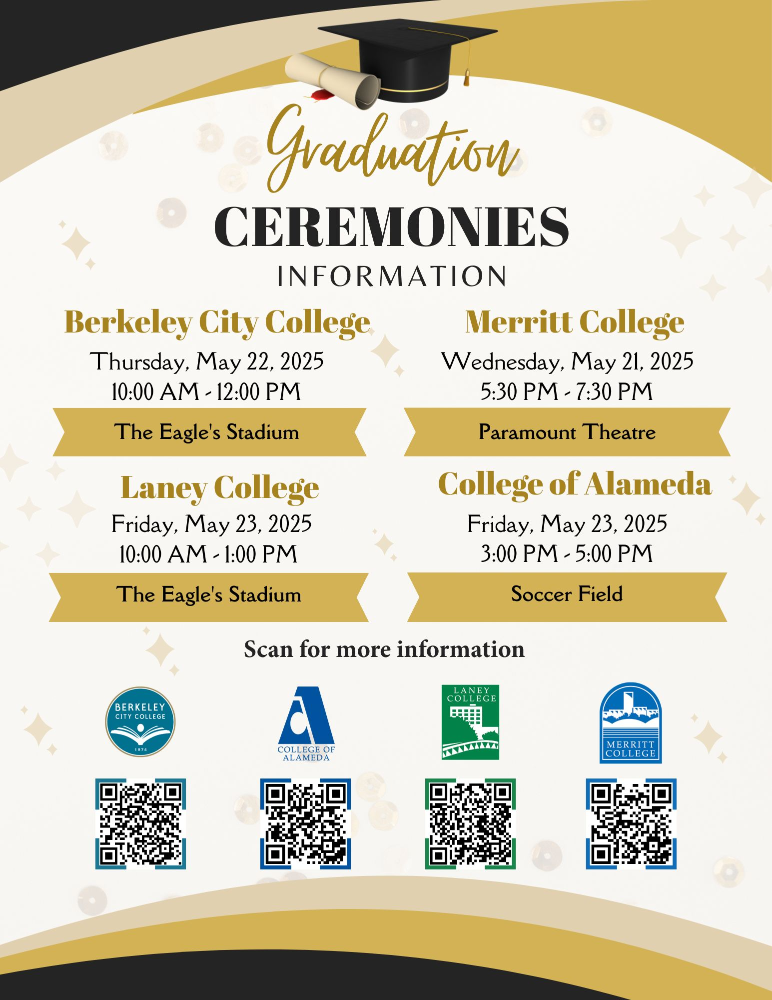 Graduation
CEREMONIES
INFORMATION
Berkeley City College
Thursday, May 22, 2025
10:00 AM - 12:00 PM
The Eagle's Stadium
Merritt College
Wednesday, May 21, 2025
5:30 PM - 7:30 PM
Paramount Theatre
Laney College
Friday, May 23, 2025
10:00 AM - 1:00 PM
The Eagle's Stadium
College of Alameda
Friday, May 23, 2025
3:00 PM - 5:00 PM
Soccer Field
Scan for more information
BERKELEY
CITY COLLEGE
1974
COLLEGE OF
ALAMEDA
LANEY
COLLEGE
MERRITT
COLLEGE